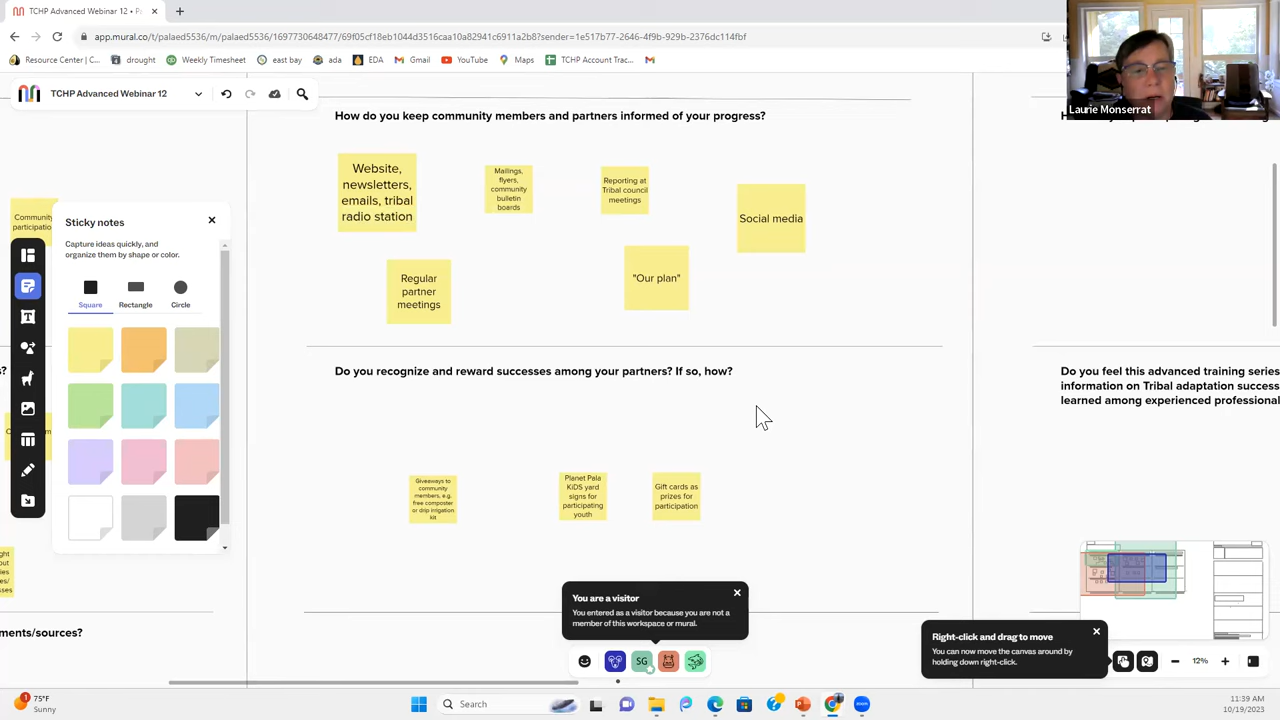 TCHP Advanced Webinar 12 • P
app.mural.co/t/palaed5536/m/palaed5536/1697730648477/69f05cf18eb1044d3516caa10a82941c6911a2b8?sender=1e517b77-2646-4f9b-929b-2376dc114fbf
Resource Center | C...
drought
Weekly Timesheet
east bay
ada
EDA
Gmail
YouTube
Maps
TCHP Account Trac...
Laurie Monserrat
TCHP Advanced Webinar 12
How do you keep community members and partners informed of your progress?
Website,
newsletters,
emails, tribal
radio station
Mailings,
flyers,
community
bulletin
boards
Reporting at
Tribal council
meetings
Social media
Regular
partner
meetings
"Our plan"
Community
participatio
Sticky notes
Capture ideas quickly, and
organize them by shape or color.
Square
Rectangle
Circle
s?
Do you recognize and reward successes among your partners? If so, how?
Giveaways to
community
members, e.g.
free composter
or drip irrigation
kit
Planet Pala
KiDS yard
signs for
participating
youth
Gift cards as
prizes for
participation
Do you feel this advanced training series
information on Tribal adaptation success
learned among experienced professional
ments/sources?
You are a visitor
You entered as a visitor because you are not a
member of this workspace or mural.
SG
Right-click and drag to move
You can now move the canvas around by
holding down right-click.
12%
1
75°F
Sunny
Search
11:39 AM
10/19/2023